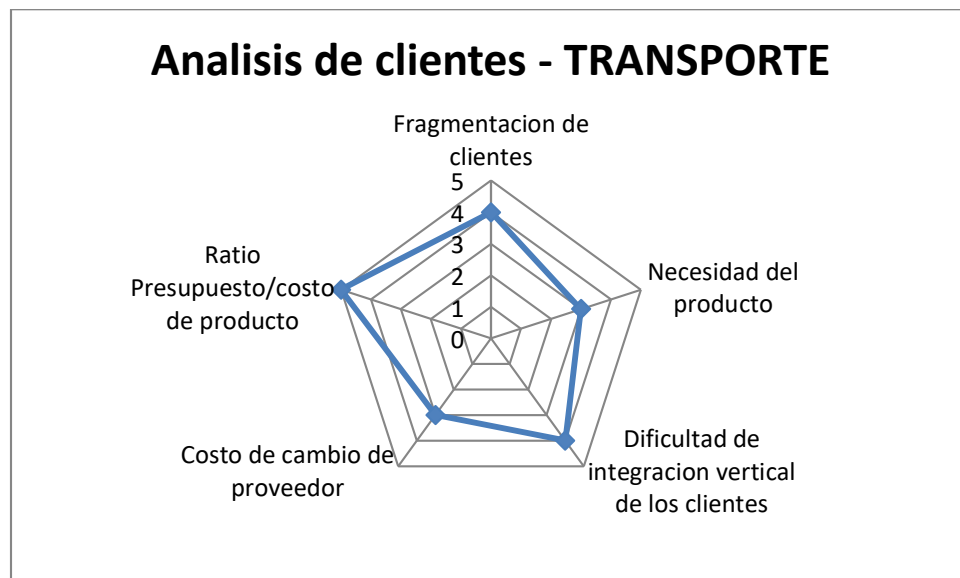 Analisis de clientes - TRANSPORTE
Fragmentacion de
clientes
5
4
3
2
1
0
Necesidad del
producto
Dificultad de
integracion vertical
de los clientes
Costo de cambio de
proveedor
Ratio
Presupuesto/costo
de producto